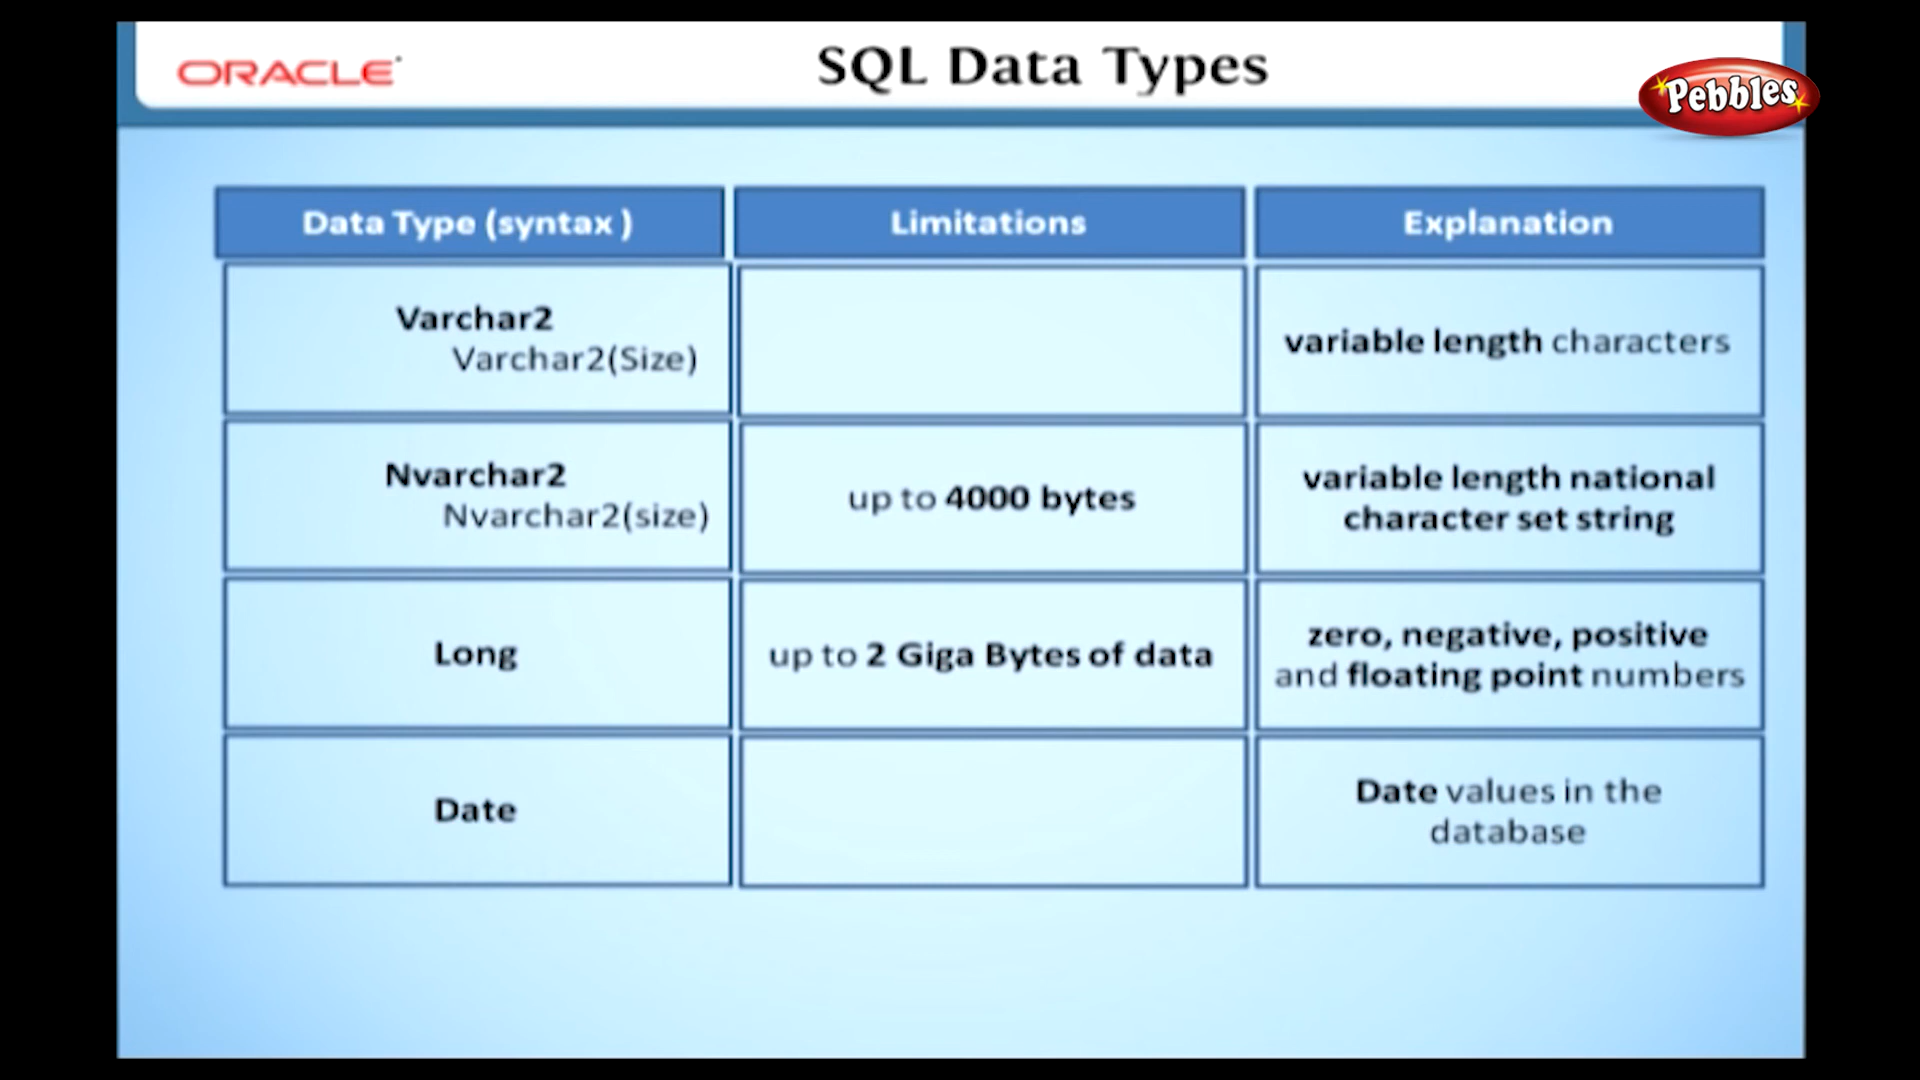 ORACLE
SQL Data Types
Pebbles
Data Type (syntax )
Limitations
Explanation
Varchar2
Varchar2(Size)
variable length characters
Nvarchar2
Nvarchar2(size)
up to 4000 bytes
variable length national
character set string
Long
up to 2 Giga Bytes of data
zero, negative, positive
and floating point numbers
Date
Date values in the
database